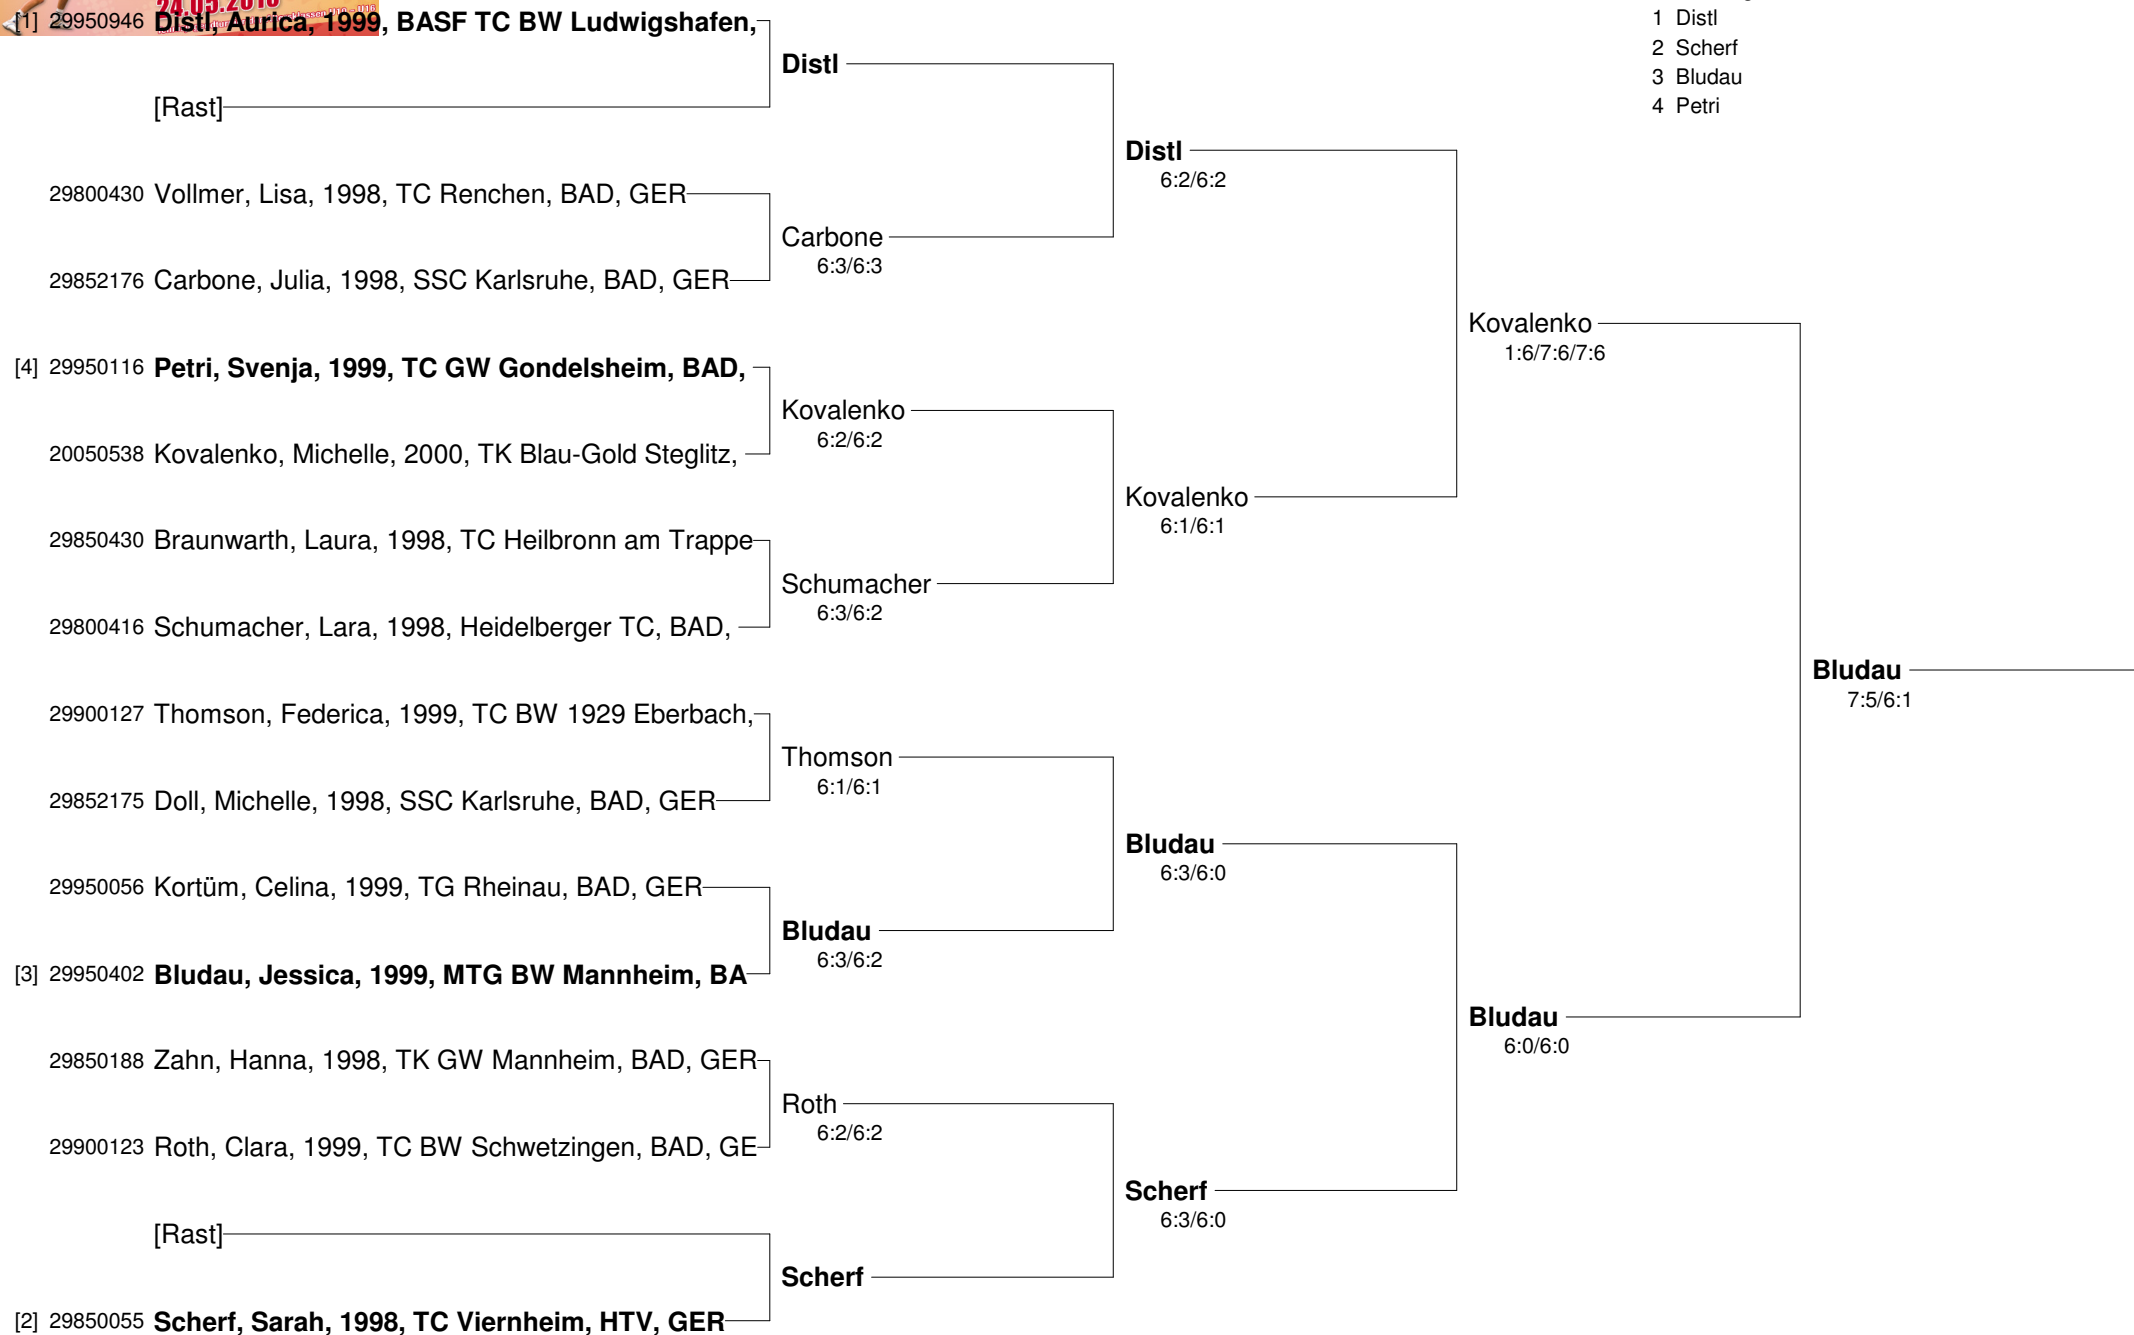 24.05.2015
[1] 29950946 Distl, Aurica, 1999, BASF TC BW Ludwigshafen,
1 Distl
2 Scherf
3 Bludau
4 Petri
Distl
[Rast]
Distl
6:2/6:2
29800430 Vollmer, Lisa, 1998, TC Renchen, BAD, GER
Carbone
6:3/6:3
29852176 Carbone, Julia, 1998, SSC Karlsruhe, BAD, GER
Kovalenko
1:6/7:6/7:6
[4] 29950116 Petri, Svenja, 1999, TC GW Gondelsheim, BAD,
Kovalenko
6:2/6:2
20050538 Kovalenko, Michelle, 2000, TK Blau-Gold Steglitz,
Kovalenko
6:1/6:1
29850430 Braunwarth, Laura, 1998, TC Heilbronn am Trappe
Schumacher
6:3/6:2
29800416 Schumacher, Lara, 1998, Heidelberger TC, BAD,
Bludau
7:5/6:1
29900127 Thomson, Federica, 1999, TC BW 1929 Eberbach,
Thomson
6:1/6:1
29852175 Doll, Michelle, 1998, SSC Karlsruhe, BAD, GER
Bludau
6:3/6:0
29950056 Kortüm, Celina, 1999, TG Rheinau, BAD, GER
Bludau
6:3/6:2
[3] 29950402 Bludau, Jessica, 1999, MTG BW Mannheim, BA
Bludau
6:0/6:0
29850188 Zahn, Hanna, 1998, TK GW Mannheim, BAD, GER
Roth
6:2/6:2
29900123 Roth, Clara, 1999, TC BW Schwetzingen, BAD, GE
Scherf
6:3/6:0
[Rast]
Scherf
[2] 29850055 Scherf, Sarah, 1998, TC Viernheim, HTV, GER